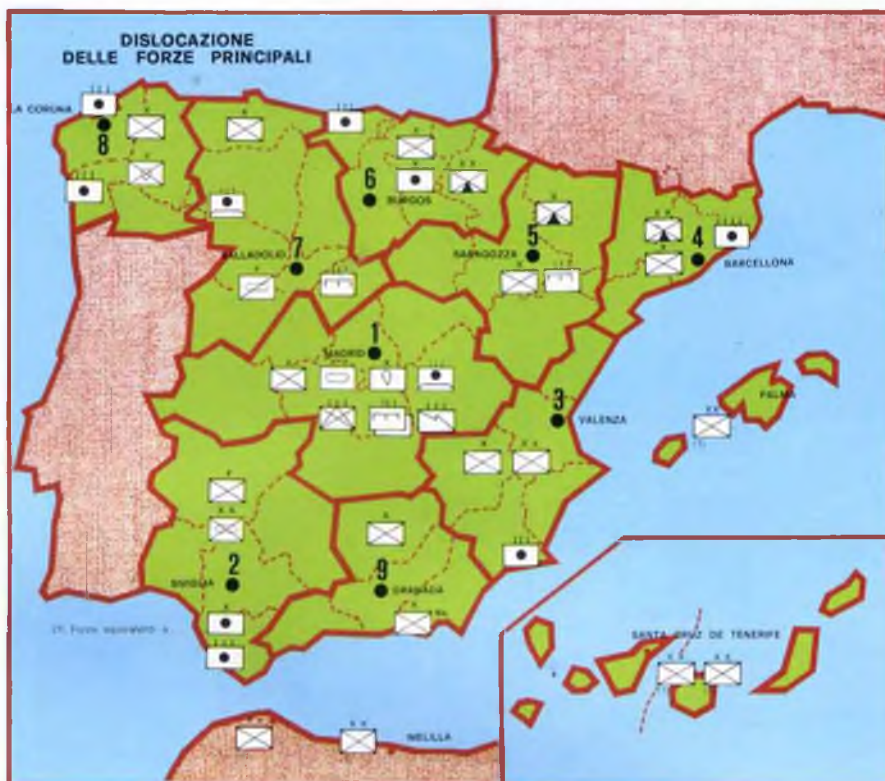 DISLOCAZIONE
DELLE FORZE PRINCIPALI
LA CORUNA
8
6
BURGOS
7
5
SARAGOZZA
4
BARCELLONA
1
MADRID
PALMA
3
VALENZA
2
SIVIGLIA
9
GRANADA
SANTA CRUZ DE TENERIFE
MELILLA